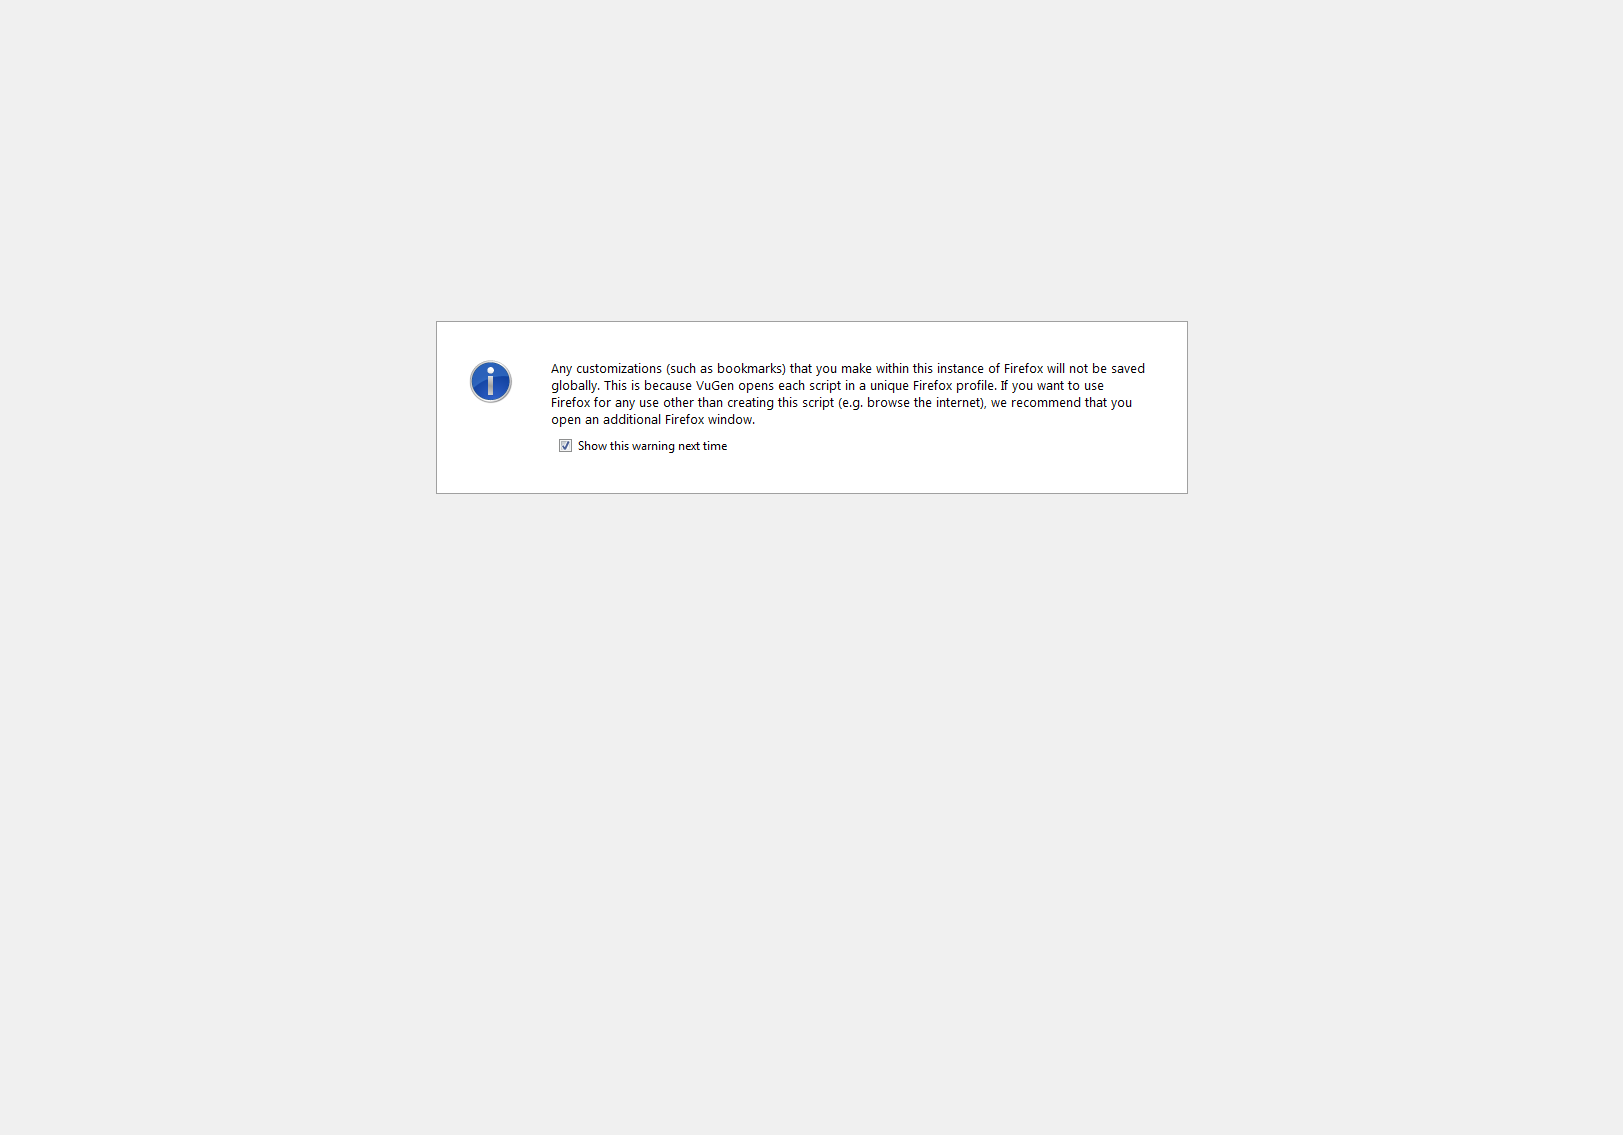 Any customizations (such as bookmarks) that you make within this instance of Firefox will not be saved
globally. This is because VuGen opens each script in a unique Firefox profile. If you want to use
Firefox for any use other than creating this script (e.g. browse the internet), we recommend that you
open an additional Firefox window.
Show this warning next time